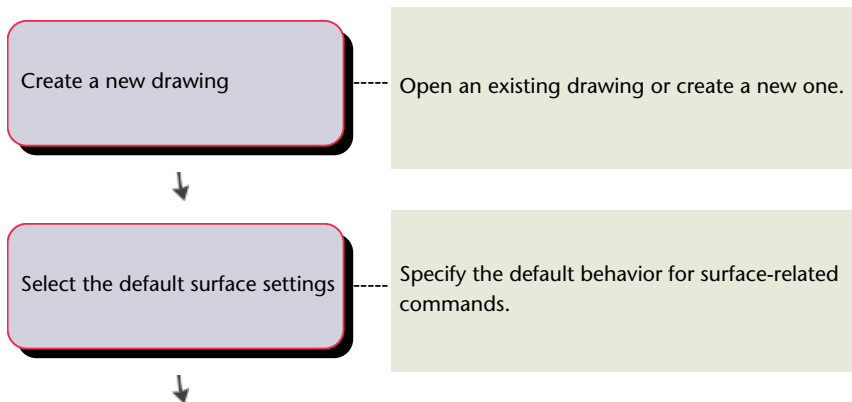 Create a new drawing
Open an existing drawing or create a new one.
Select the default surface settings
Specify the default behavior for surface-related
commands.